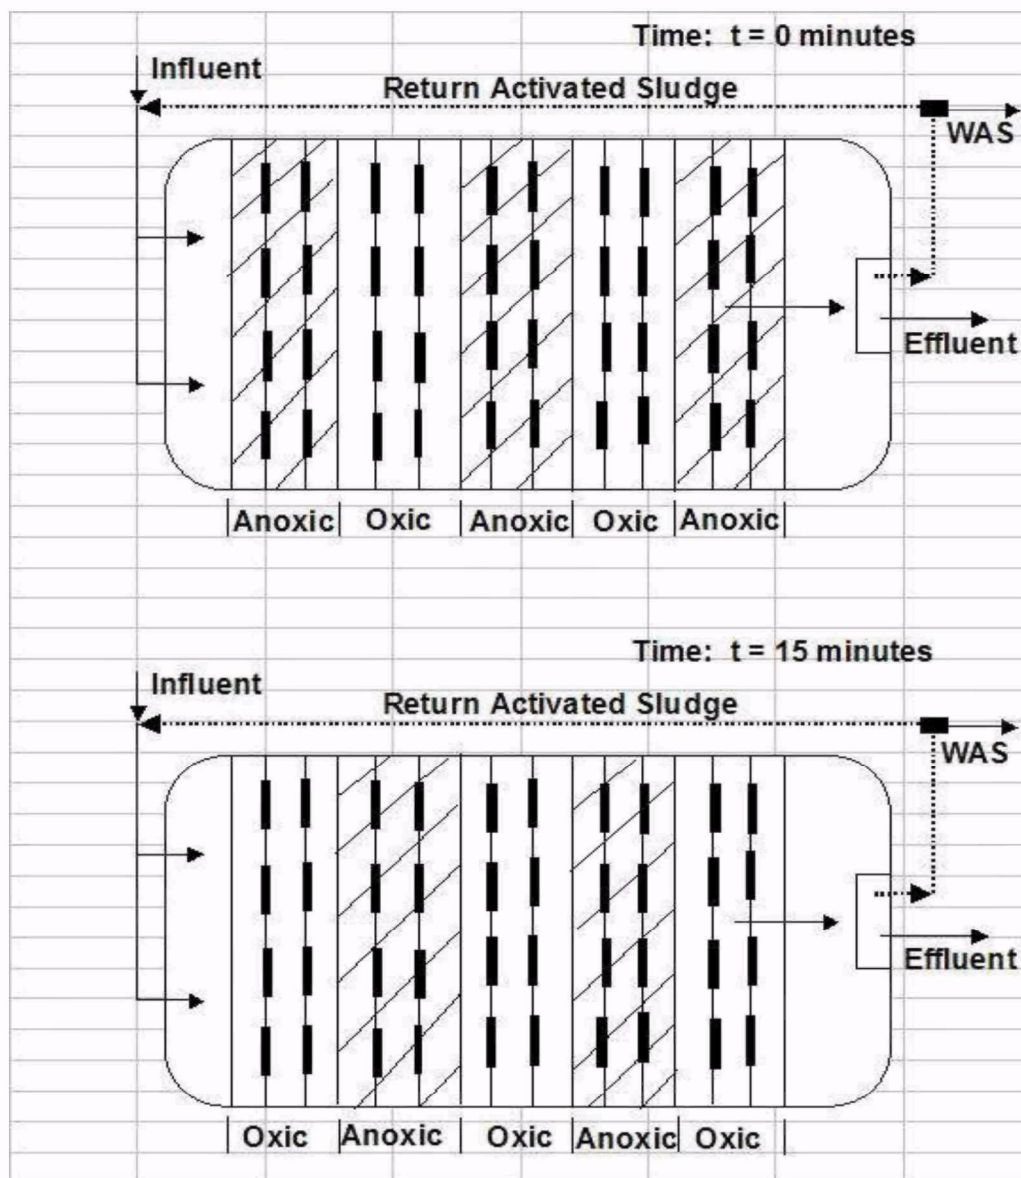 Time: t = 0 minutes
Influent
Return Activated Sludge
WAS
Effluent
Anoxic Oxic Anoxic Oxic Anoxic
Time: t = 15 minutes
Influent
Return Activated Sludge
WAS
Effluent
Oxic Anoxic Oxic Anoxic Oxic